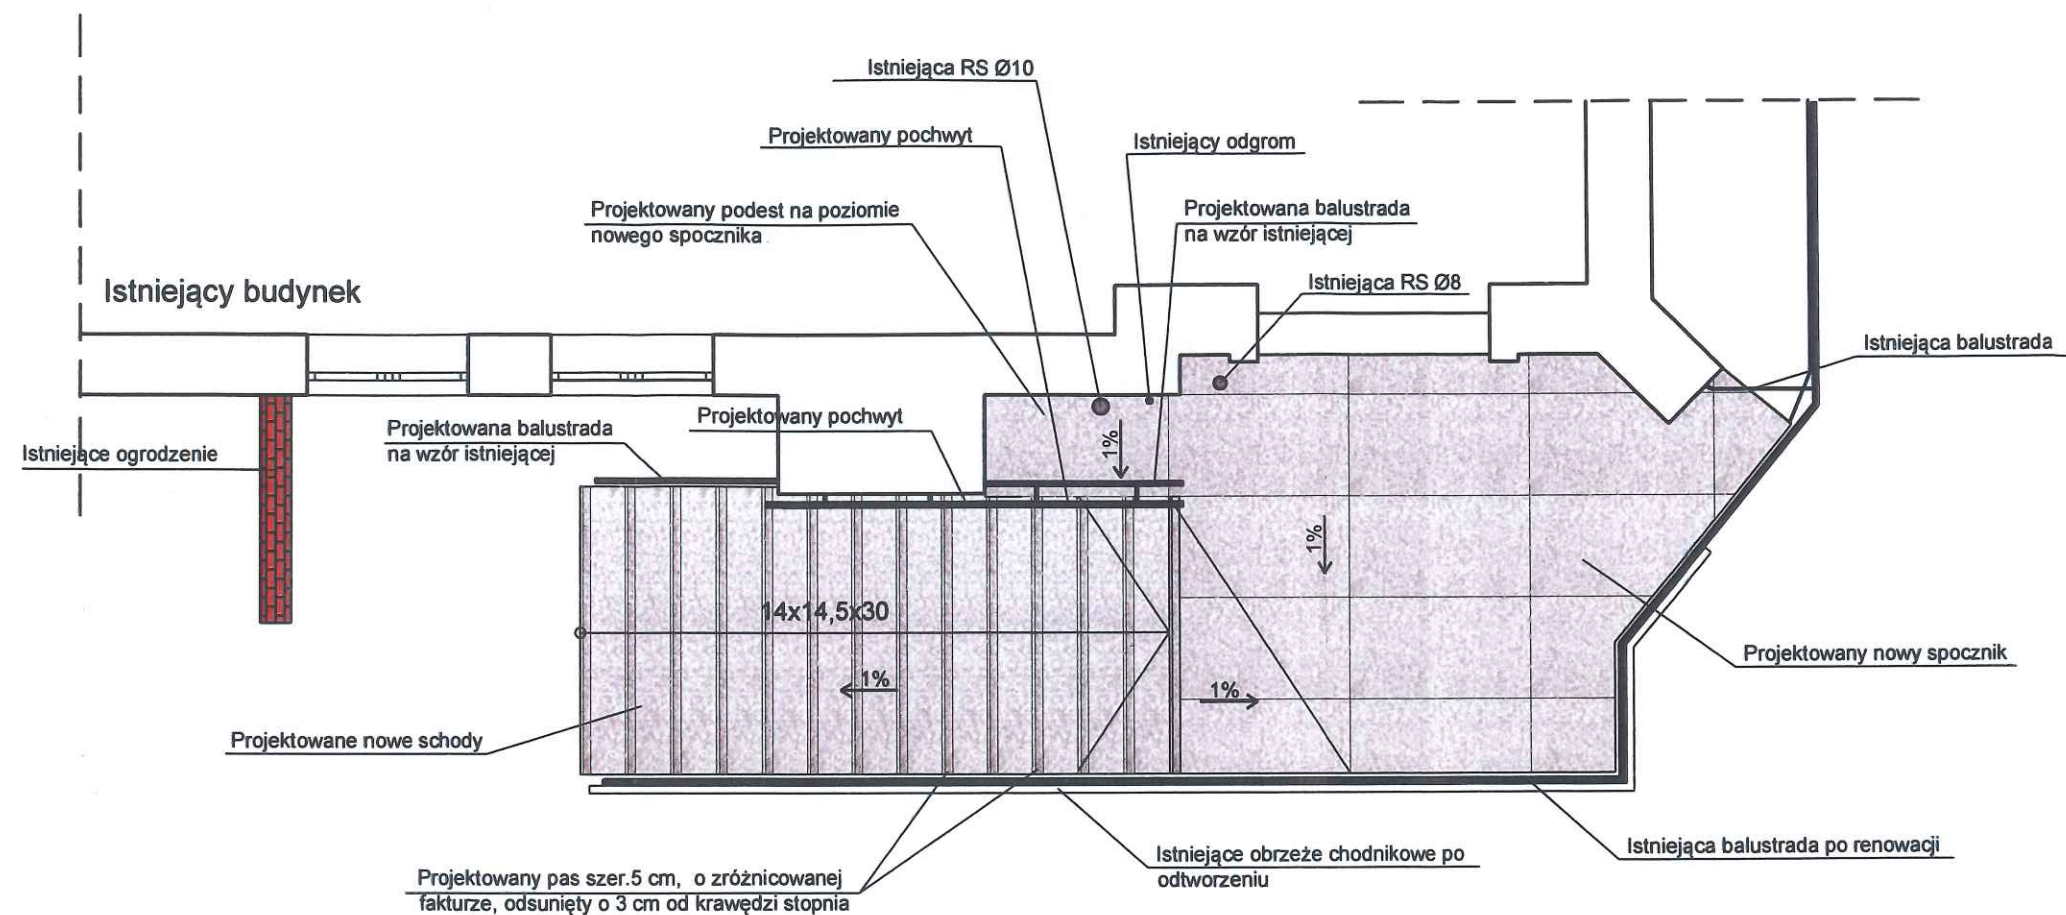 Istniejąca RS Ø10
Projektowany pochwyt
Istniejący odgrom
Projektowany podest na poziomie
nowego spocznika
Projektowana balustrada
na wzór istniejącej
Istniejący budynek
Istniejąca RS Ø8
Istniejąca balustrada
Projektowana balustrada
na wzór istniejącej
Projektowany pochwyt
Istniejące ogrodzenie
1%
1%
14x14,5x30
1%
1%
Projektowany nowy spocznik
Projektowane nowe schody
Istniejąca balustrada po renowacji
Istniejące obrzeże chodnikowe po
odtworzeniu
Projektowany pas szer.5 cm, o zróżnicowanej
fakturze, odsunięty o 3 cm od krawędzi stopnia